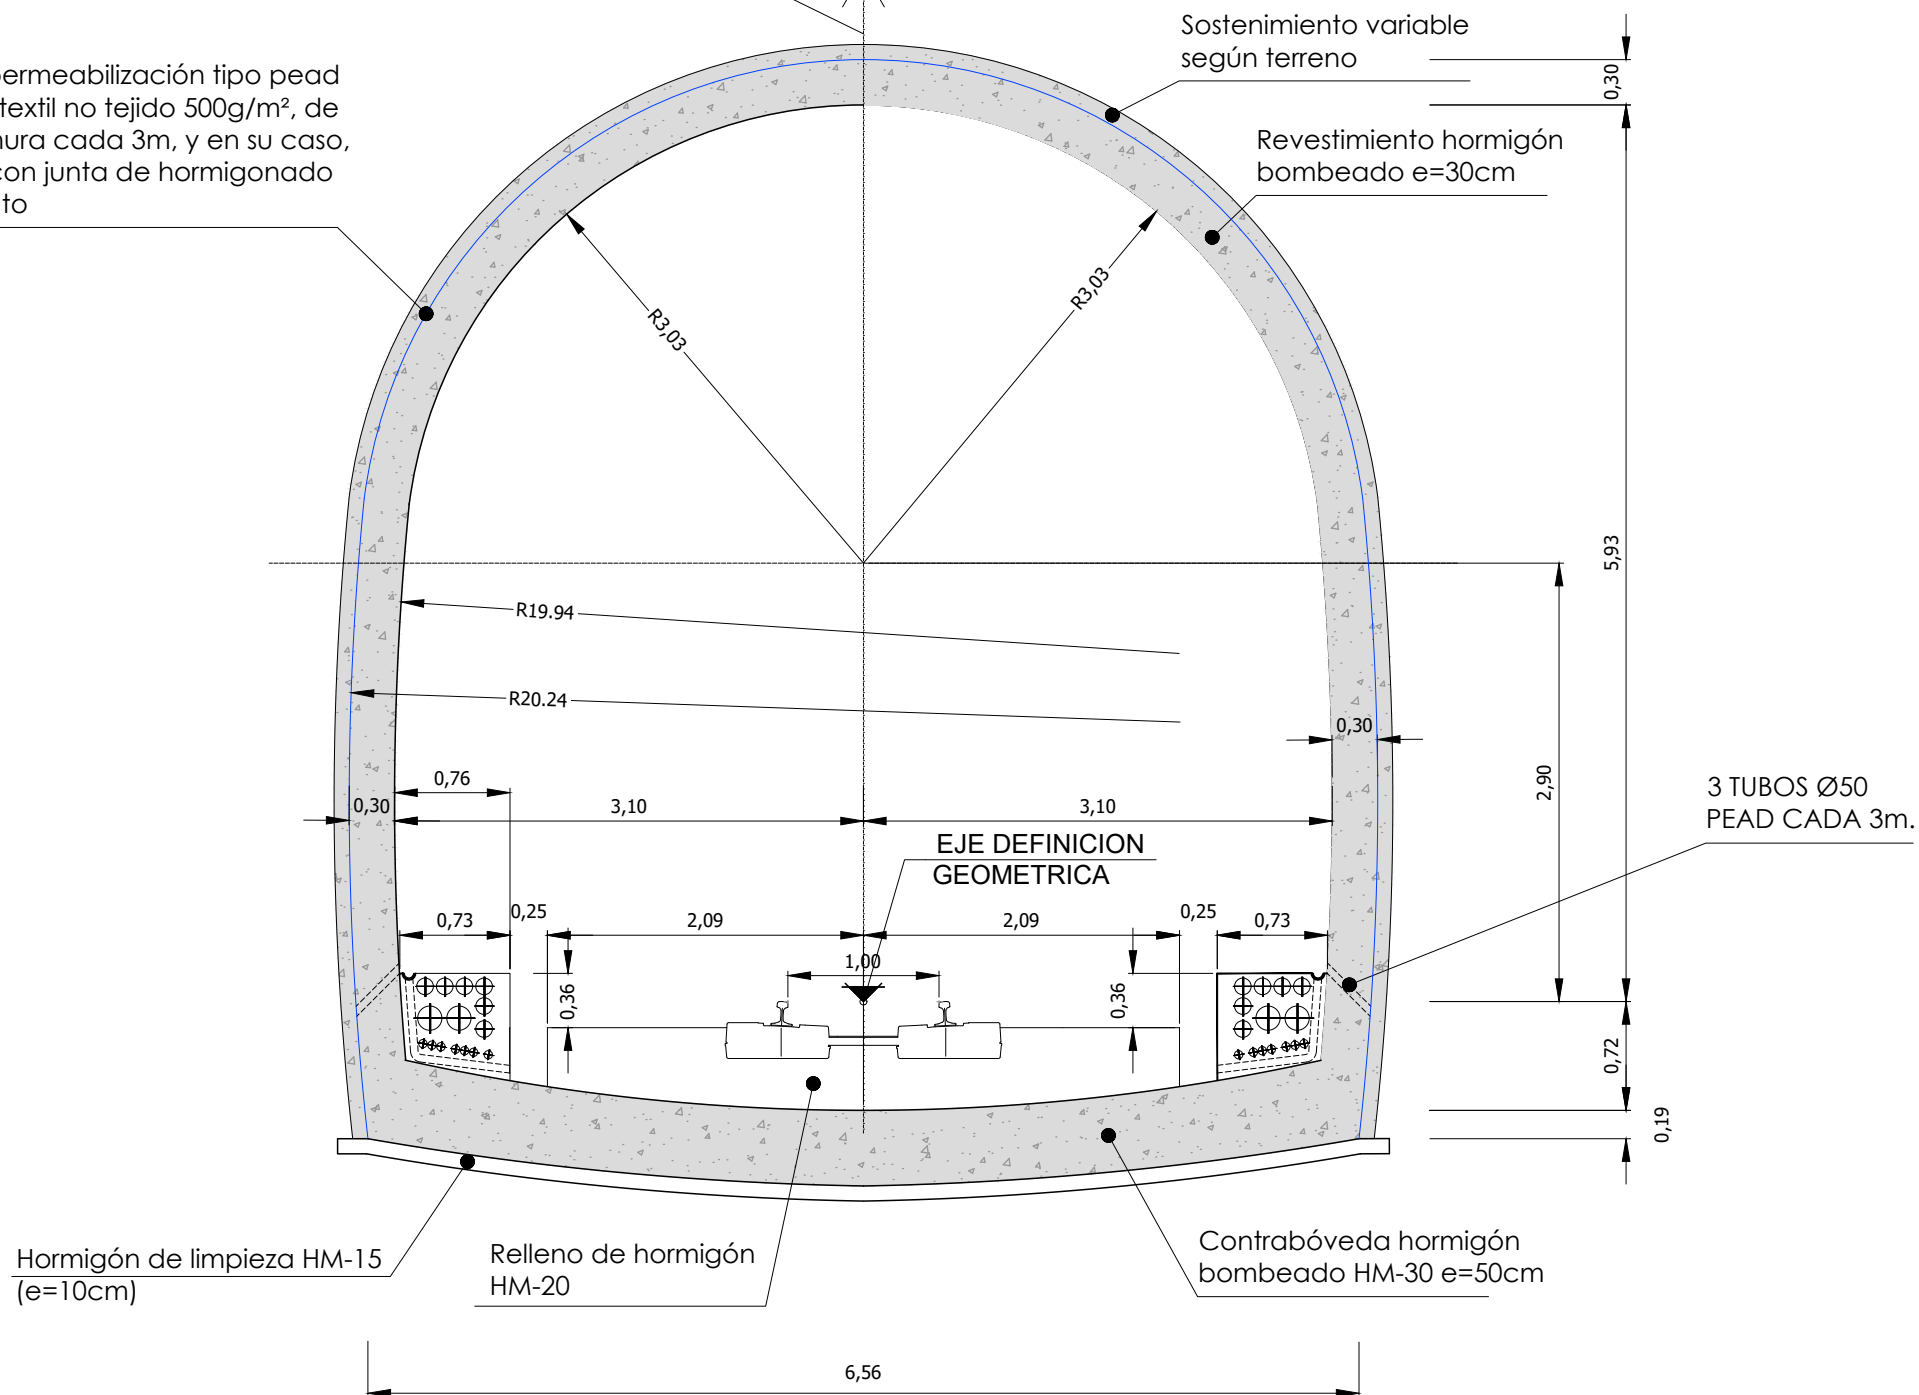 Sostenimiento variable
según terreno
permeabilización tipo pead
textil no tejido 500g/m², de
ura cada 3m, y en su caso,
con junta de hormigonado
to
Revestimiento hormigón
bombeado e=30cm
0,30
R3,03
R3,03
5,93
R19.94
R20.24
0,30
2,90
0,76
0,30
3,10
3,10
3 TUBOS Ø50
PEAD CADA 3m.
EJE DEFINICION
GEOMETRICA
0,73
0,25
2,09
2,09
0,25
0,73
1,00
0,36
0,36
0,72
0,19
Hormigón de limpieza HM-15
(e=10cm)
Relleno de hormigón
HM-20
Contrabóveda hormigón
bombeado HM-30 e=50cm
6,56